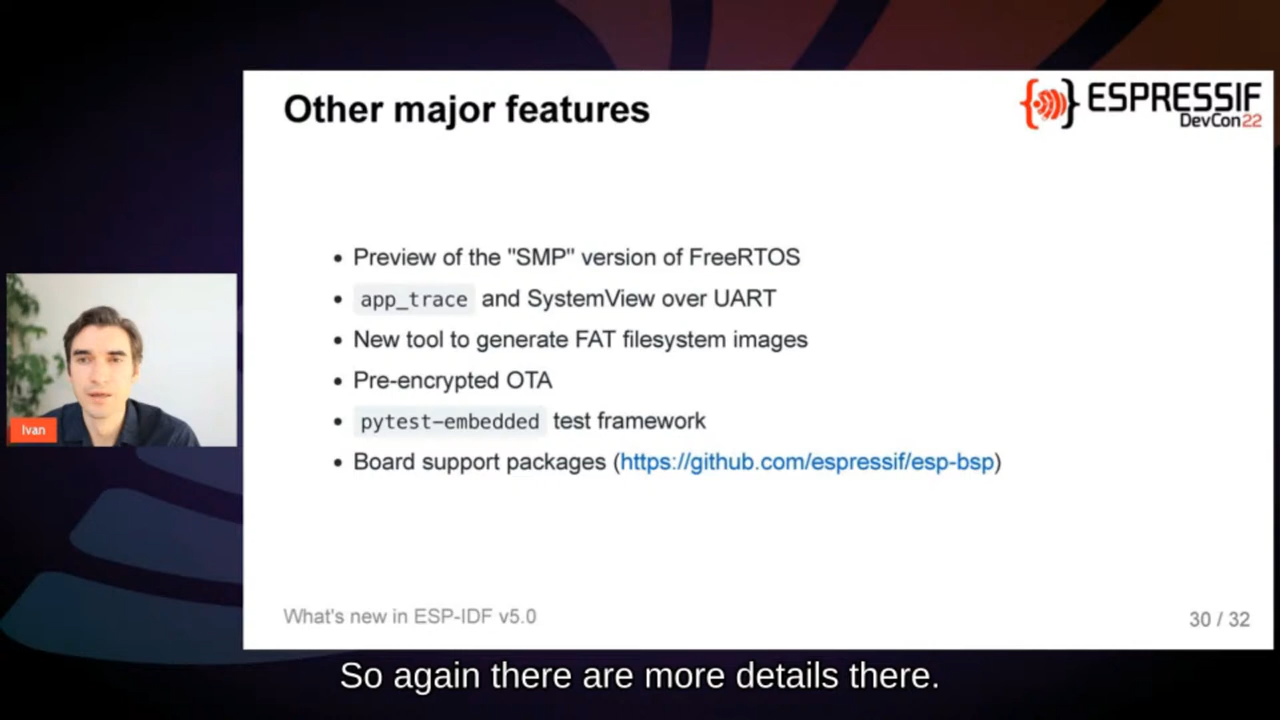 Other major features
ESPRESSIF
DevCon22
Preview of the "SMP" version of FreeRTOS
app_trace and SystemView over UART
New tool to generate FAT filesystem images
Pre-encrypted OTA
pytest-embedded test framework
Board support packages (https://github.com/espressif/esp-bsp)
Ivan
What's new in ESP-IDF v5.0
30 / 32
So again there are more details there.